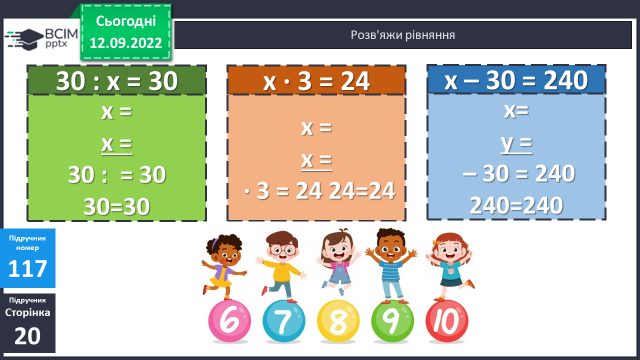 ВСІМ
pptx
Сьогодні
12.09.2022
Розв'яжи рівняння
30 : х = 30
х =
х =
30 : = 30
30=30
х · 3 = 24
х =
х =
· 3 = 24 24=24
х – 30 = 240
х=
у =
– 30 = 240
240=240
Підручник
номер
117
Підручник
Сторінка
20
6 7 8 9 10